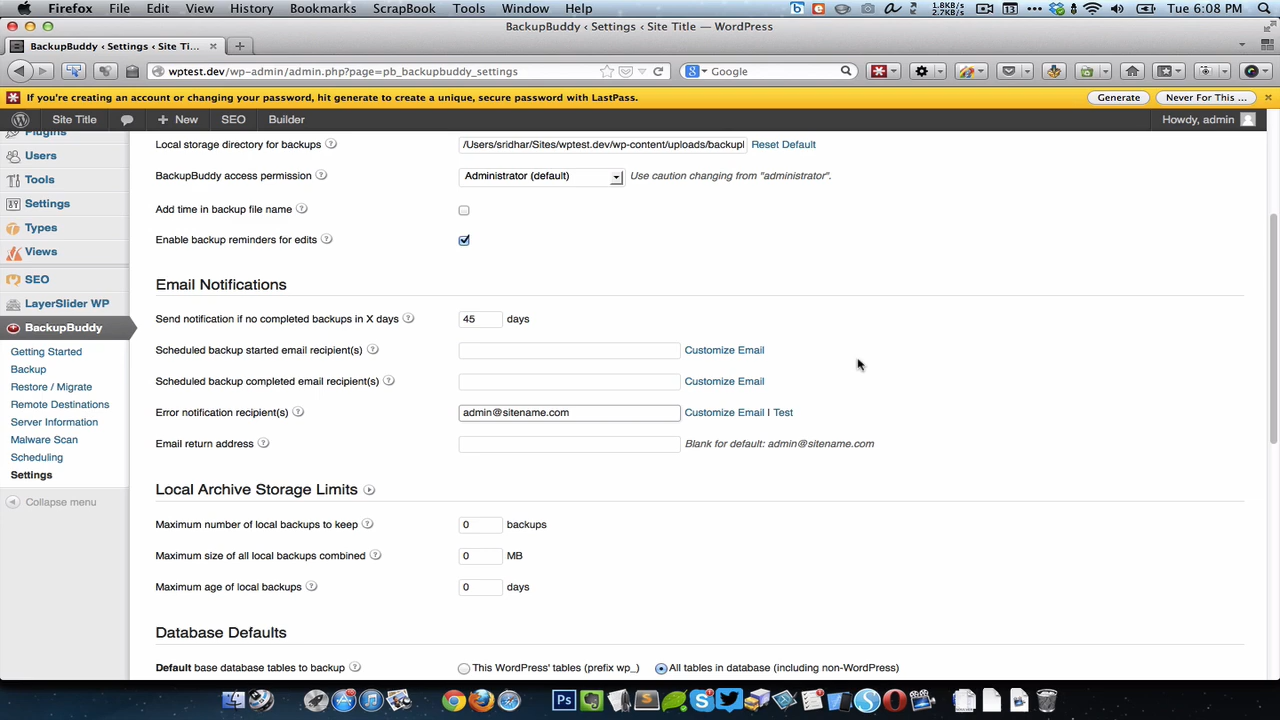 Firefox File Edit View History Bookmarks ScrapBook Tools Window Help 1.8KB/s 2.7KB/s Tue 6:08 PM
BackupBuddy ‹ Settings ‹ Site Title — WordPress
BackupBuddy ‹ Settings ‹ Site Ti...
wptest.dev/wp-admin/admin.php?page=pb_backupbuddy_settings Google
If you're creating an account or changing your password, hit generate to create a unique, secure password with LastPass. Generate Never For This ...
Site Title + New SEO Builder Howdy, admin
Plugins
Users
Tools
Settings
Types
Views
SEO
LayerSlider WP
BackupBuddy
Getting Started
Backup
Restore / Migrate
Remote Destinations
Server Information
Malware Scan
Scheduling
Settings
Collapse menu
Local storage directory for backups ? /Users/sridhar/Sites/wptest.dev/wp-content/uploads/backupl Reset Default
BackupBuddy access permission ? Administrator (default) Use caution changing from "administrator".
Add time in backup file name ?
Enable backup reminders for edits ?
Email Notifications
Send notification if no completed backups in X days ? 45 days
Scheduled backup started email recipient(s) ? Customize Email
Scheduled backup completed email recipient(s) ? Customize Email
Error notification recipient(s) ? admin@sitename.com Customize Email | Test
Email return address ? Blank for default: admin@sitename.com
Local Archive Storage Limits
Maximum number of local backups to keep ? 0 backups
Maximum size of all local backups combined ? 0 MB
Maximum age of local backups ? 0 days
Database Defaults
Default base database tables to backup ? This WordPress' tables (prefix wp_) All tables in database (including non-WordPress)
Ps